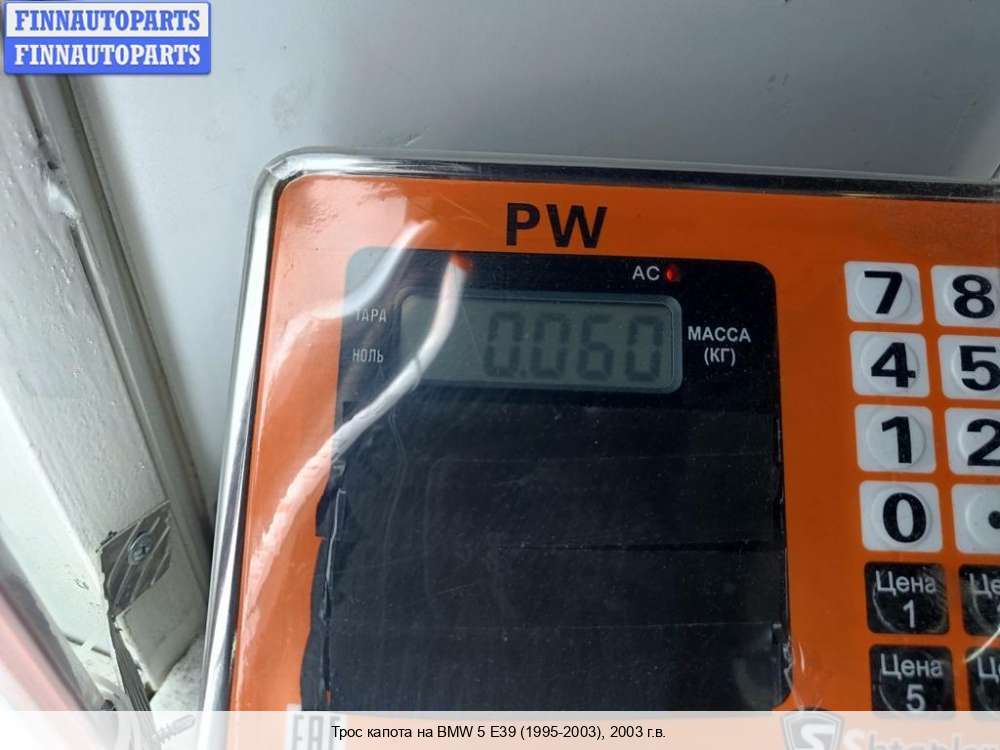 FINNAUTOPARTS
FINNAUTOPARTS
PW
AC
ТАРА
НОЛЬ
0.060
МАССА
(КГ)
7 8
4 5
1 2
0 .
Цена
1
Цена
5
EAC
Трос капота на BMW 5 E39 (1995-2003), 2003 г.в.